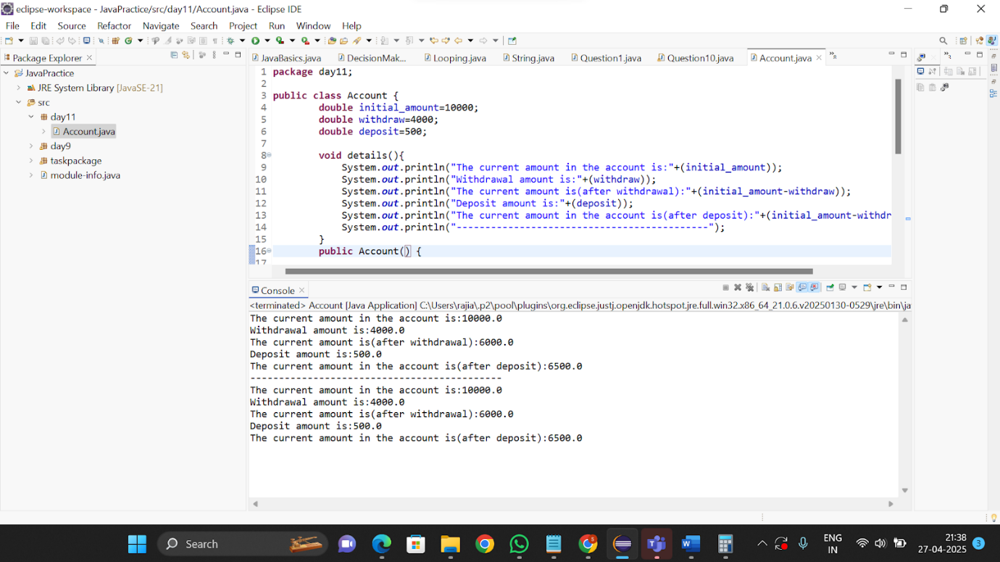 eclipse-workspace - JavaPractice/src/day11/Account.java - Eclipse IDE
File Edit Source Refactor Navigate Search Project Run Window Help
Package Explorer
JavaPractice
JRE System Library [JavaSE-21]
src
day11
Account.java
day9
taskpackage
module-info.java
JavaBasics.java DecisionMak... Looping.java String.java Question1.java Question10.java Account.java »8
1 package day11;
2
3 public class Account {
4 double initial_amount=10000;
5 double withdraw=4000;
6 double deposit=500;
7
8 void details(){
9 System.out.println("The current amount in the account is:"+(initial_amount));
10 System.out.println("Withdrawal amount is:"+(withdraw));
11 System.out.println("The current amount is(after withdrawal):"+(initial_amount-withdraw));
12 System.out.println("Deposit amount is:"+(deposit));
13 System.out.println("The current amount in the account is(after deposit):"+(initial_amount-withdr
14 System.out.println("--------------------------------------------");
15 }
16 public Account() {
17
Console
<terminated> Account [Java Application] C:\Users\rajia\.p2\pool\plugins\org.eclipse.justj.openjdk.hotspot.jre.full.win32.x86_64_21.0.6.v20250130-0529\jre\bin\ja
The current amount in the account is:10000.0
Withdrawal amount is:4000.0
The current amount is(after withdrawal):6000.0
Deposit amount is:500.0
The current amount in the account is(after deposit):6500.0
--------------------------------------------
The current amount in the account is:10000.0
Withdrawal amount is:4000.0
The current amount is(after withdrawal):6000.0
Deposit amount is:500.0
The current amount in the account is(after deposit):6500.0
Search
ENG
IN
21:38
27-04-2025
3